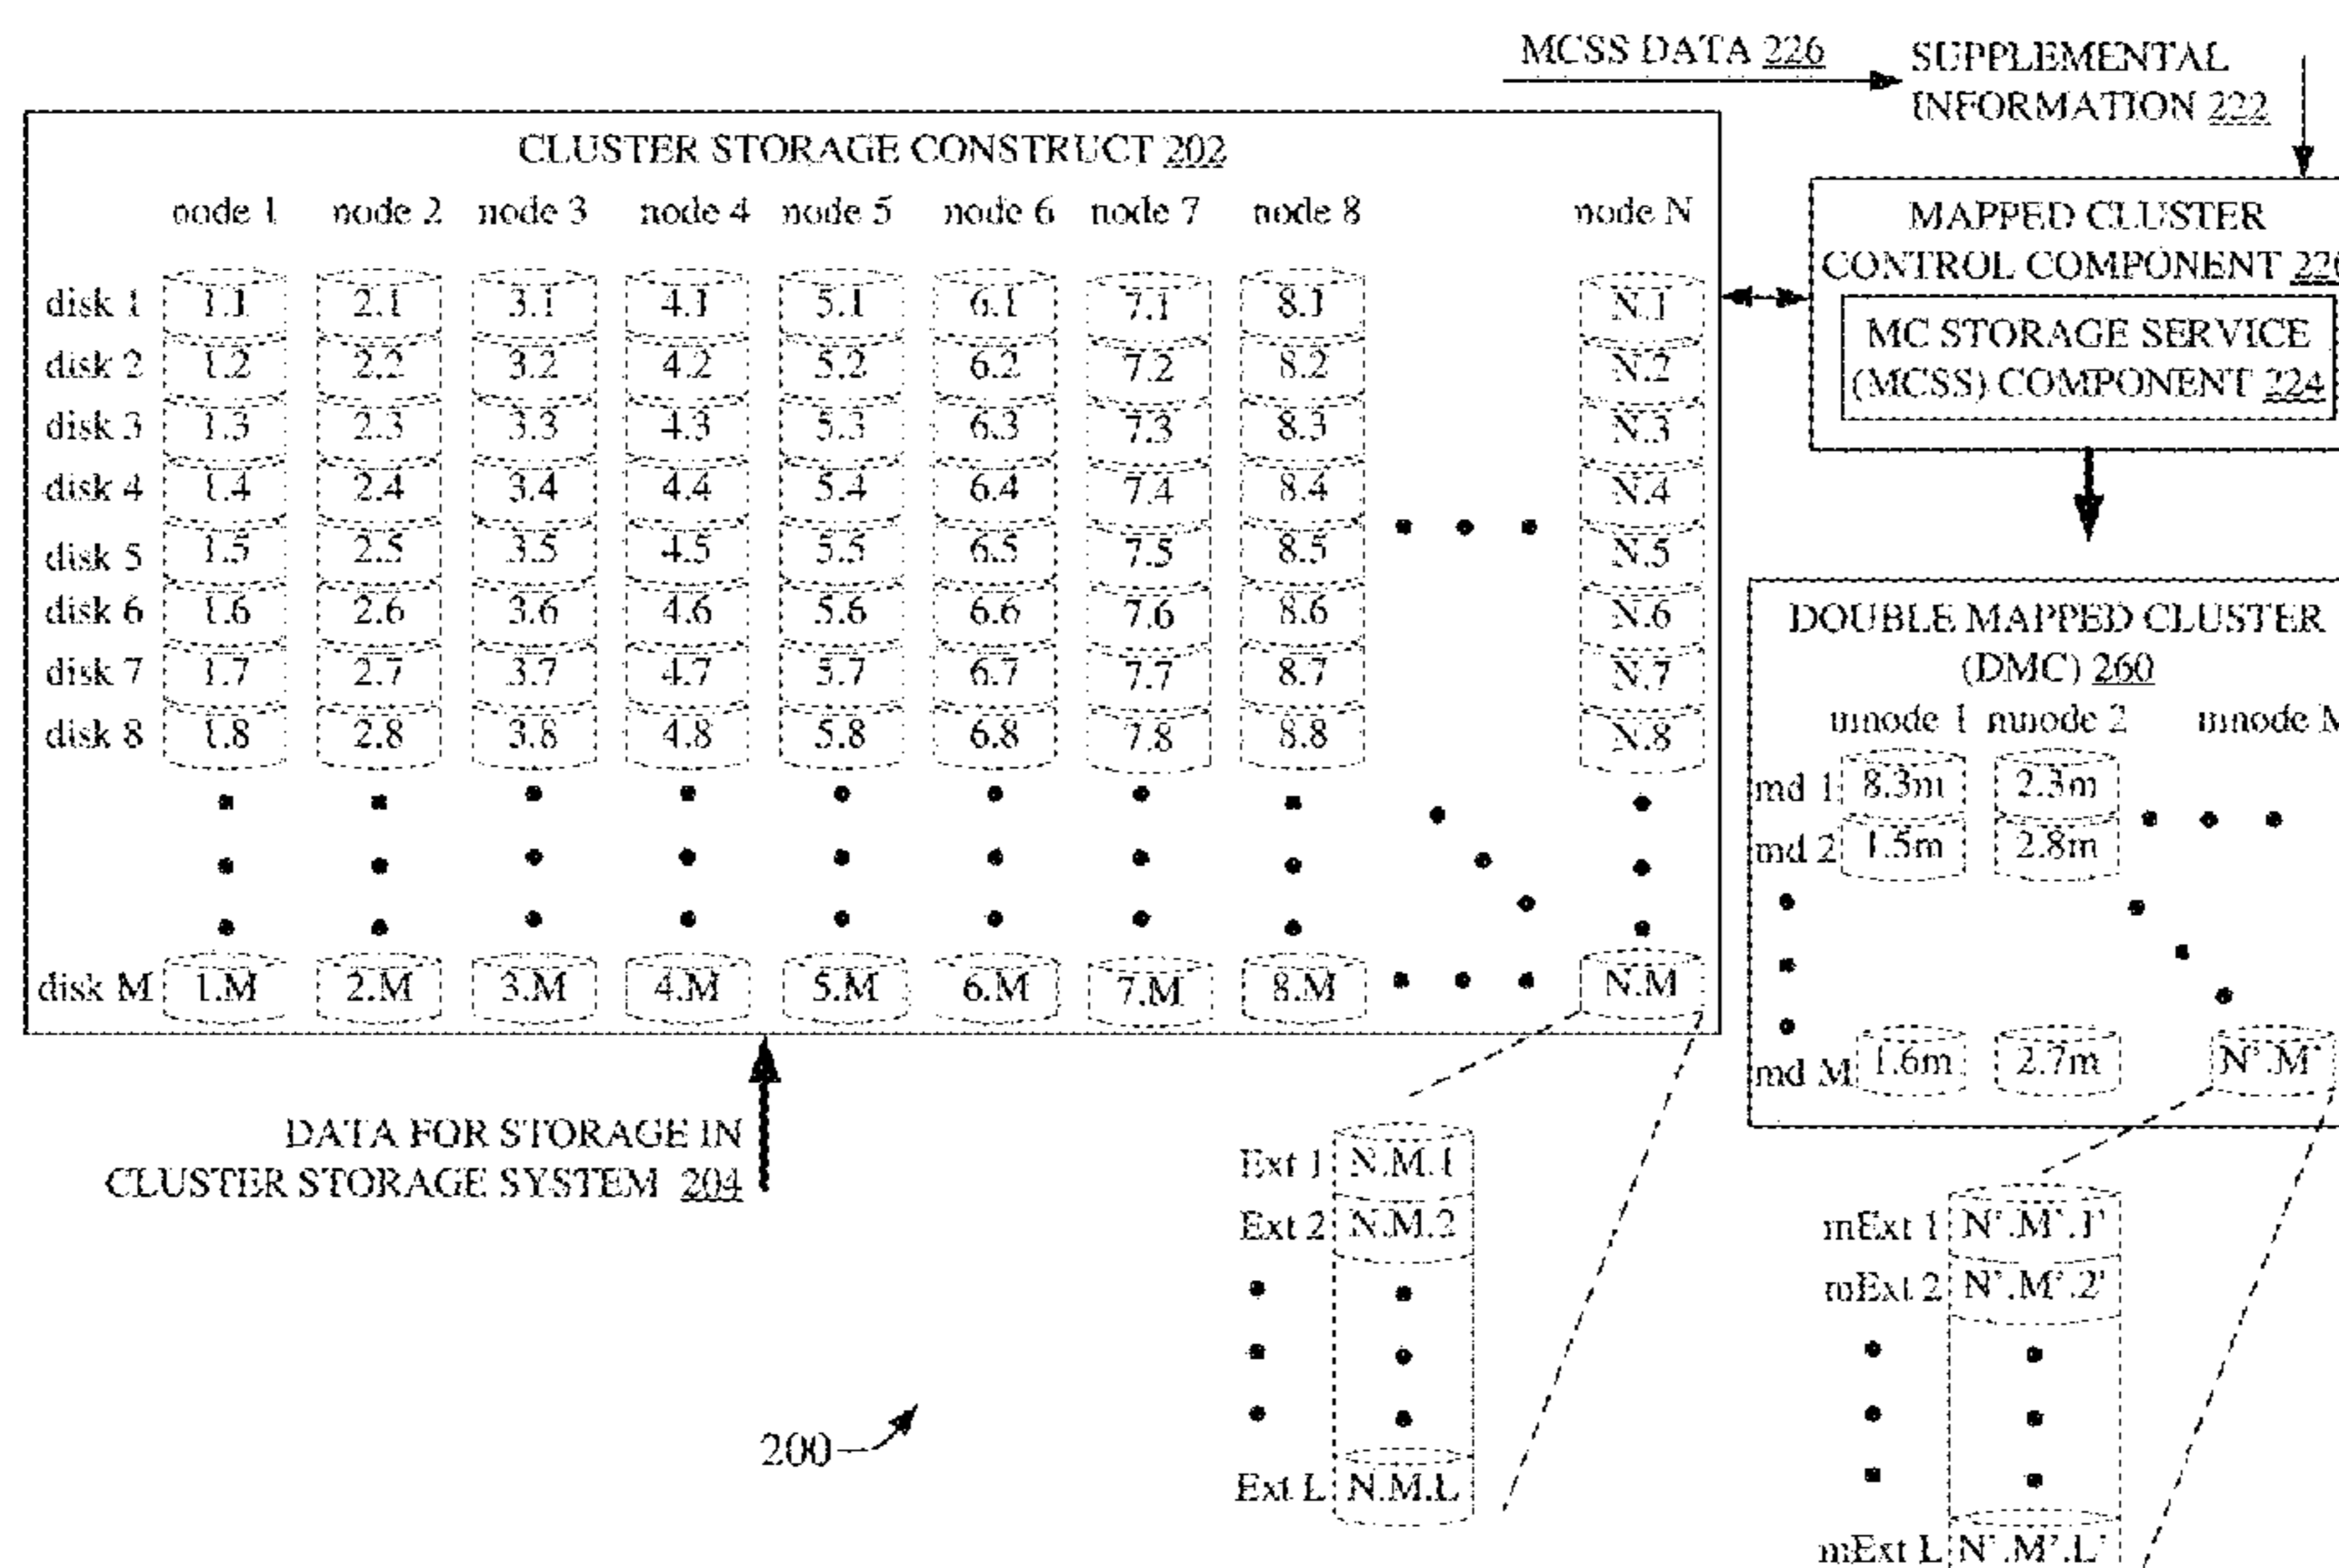 MCSS DATA 226
SUPPLEMENTAL
INFORMATION 222
CLUSTER STORAGE CONSTRUCT 202
node 1 node 2 node 3 node 4 node 5 node 6 node 7 node 8 node N
disk 1 1.1 2.1 3.1 4.1 5.1 6.1 7.1 8.1 N.1
disk 2 1.2 2.2 3.2 4.2 5.2 6.2 7.2 8.2 N.2
disk 3 1.3 2.3 3.3 4.3 5.3 6.3 7.3 8.3 N.3
disk 4 1.4 2.4 3.4 4.4 5.4 6.4 7.4 8.4 N.4
disk 5 1.5 2.5 3.5 4.5 5.5 6.5 7.5 8.5 N.5
disk 6 1.6 2.6 3.6 4.6 5.6 6.6 7.6 8.6 N.6
disk 7 1.7 2.7 3.7 4.7 5.7 6.7 7.7 8.7 N.7
disk 8 1.8 2.8 3.8 4.8 5.8 6.8 7.8 8.8 N.8
disk M 1.M 2.M 3.M 4.M 5.M 6.M 7.M 8.M N.M
MAPPED CLUSTER
CONTROL COMPONENT
MC STORAGE SERVICE
(MCSS) COMPONENT 224
DOUBLE MAPPED CLUSTER
(DMC) 260
mnode 1 mnode 2 mnode M
md 1 8.3m 2.3m
md 2 1.5m 2.8m
md M 1.6m 2.7m N'.M'
DATA FOR STORAGE IN
CLUSTER STORAGE SYSTEM 204
Ext 1 N.M.1
Ext 2 N.M.2
Ext L N.M.L
mExt 1 N'.M'.1'
mExt 2 N'.M'.2'
mExt L N'.M'.L'
200